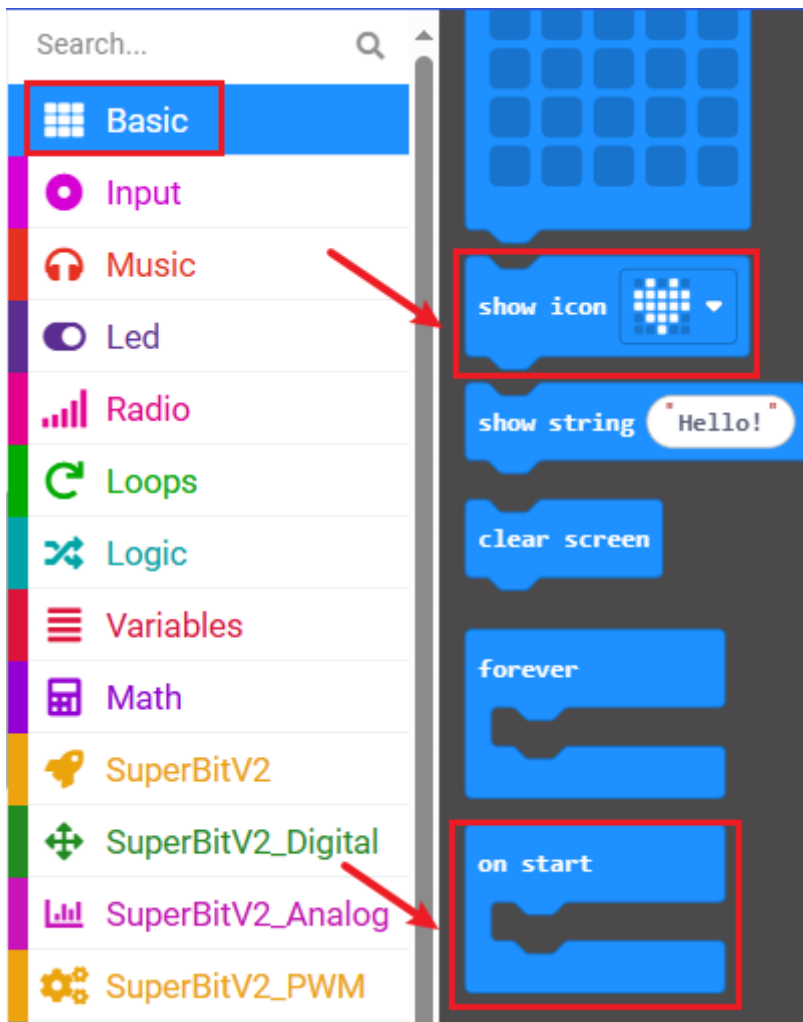 Search...
Basic
Input
Music
Led
Radio
Loops
Logic
Variables
Math
SuperBitV2
SuperBitV2_Digital
SuperBitV2_Analog
SuperBitV2_PWM
show icon
show string "Hello!"
clear screen
forever
on start